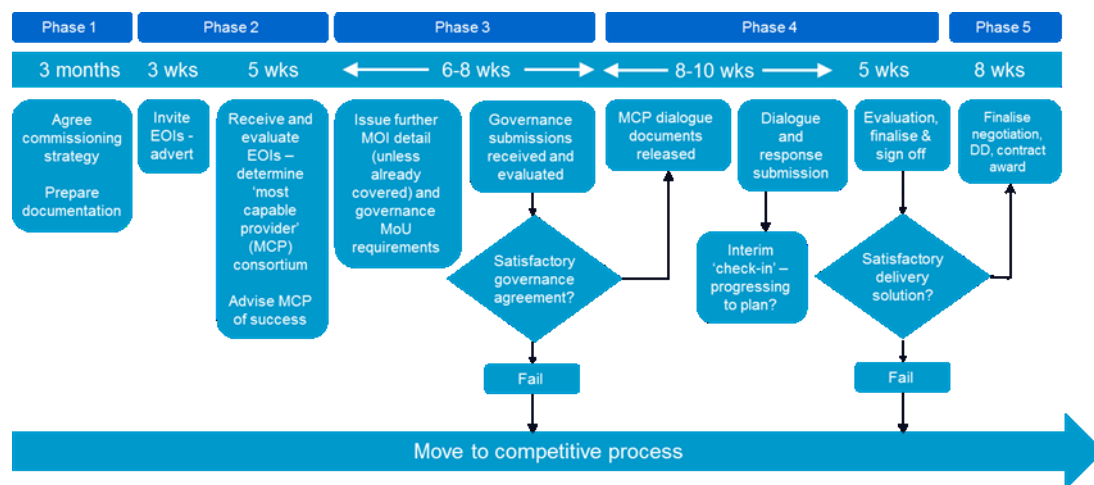 Phase 1
Phase 2
Phase 3
Phase 4
Phase 5
3 months
3 wks
5 wks
6-8 wks
8-10 wks
5 wks
8 wks
Agree
commissioning
strategy
Prepare
documentation
Invite
EOIs -
advert
Receive and
evaluate EOIs –
determine 'most
capable
provider'
(MCP)
consortium
Advise MCP
of success
Issue further
MOI detail
(unless
already
covered) and
governance
MoU
requirements
Governance
submissions
received and
evaluated
Satisfactory
governance
agreement?
Fail
MCP dialogue
documents
released
Dialogue
and
response
submission
Interim
'check-in' –
progressing
to plan?
Evaluation,
finalise &
sign off
Satisfactory
delivery
solution?
Fail
Finalise
negotiation,
DD, contract
award
Move to competitive process